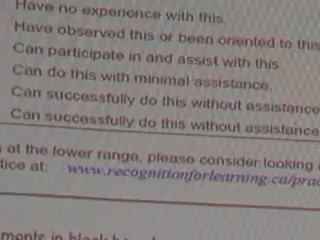 Have no experience with this
Have observed this or been oriented to this
Can participate in and assist with this
Can do this with minimal assistance.
Can successfully do this without assistance
Can successfully do this without assistance
at the lower range, please consider looking
tice at: www.recognitionforlearning.ca/prac